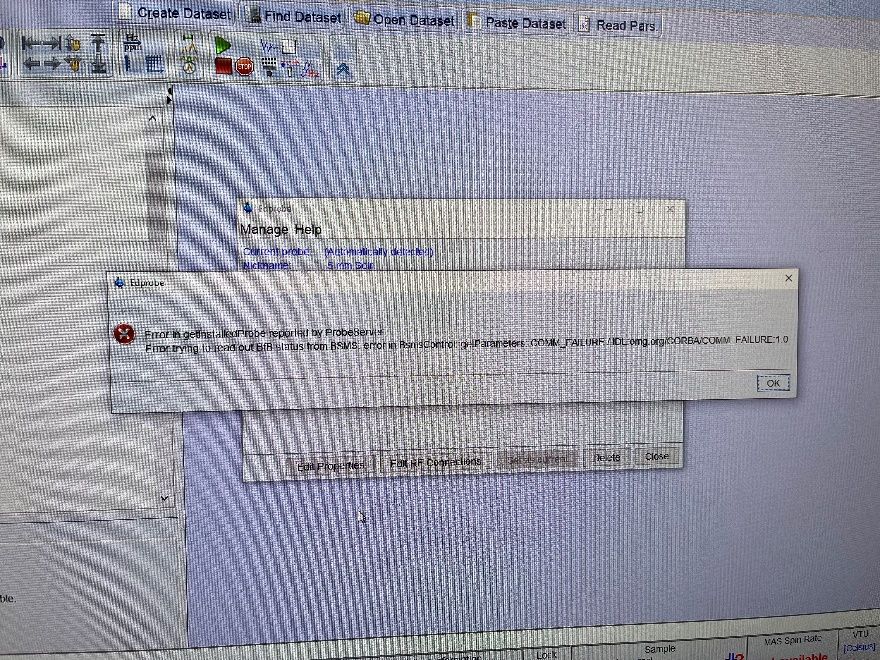 Create Dataset Find Dataset Open Dataset Paste Dataset Read Pars
Edprobe
Manage Help
Current probe: (Automatically detected)
Nickname:
Edprobe
Error in getInstalledProbe reported by ProbeServer
Error trying to read out BfB status from BSMS: error in BsmsControl::getParameters: COMM_FAILURE / IDL:omg.org/CORBA/COMM_FAILURE:1.0
OK
Edit Properties Edit RF Connections Delete Close
ble.
Lock Sample MAS Spin Rate VTU
[Celsius]